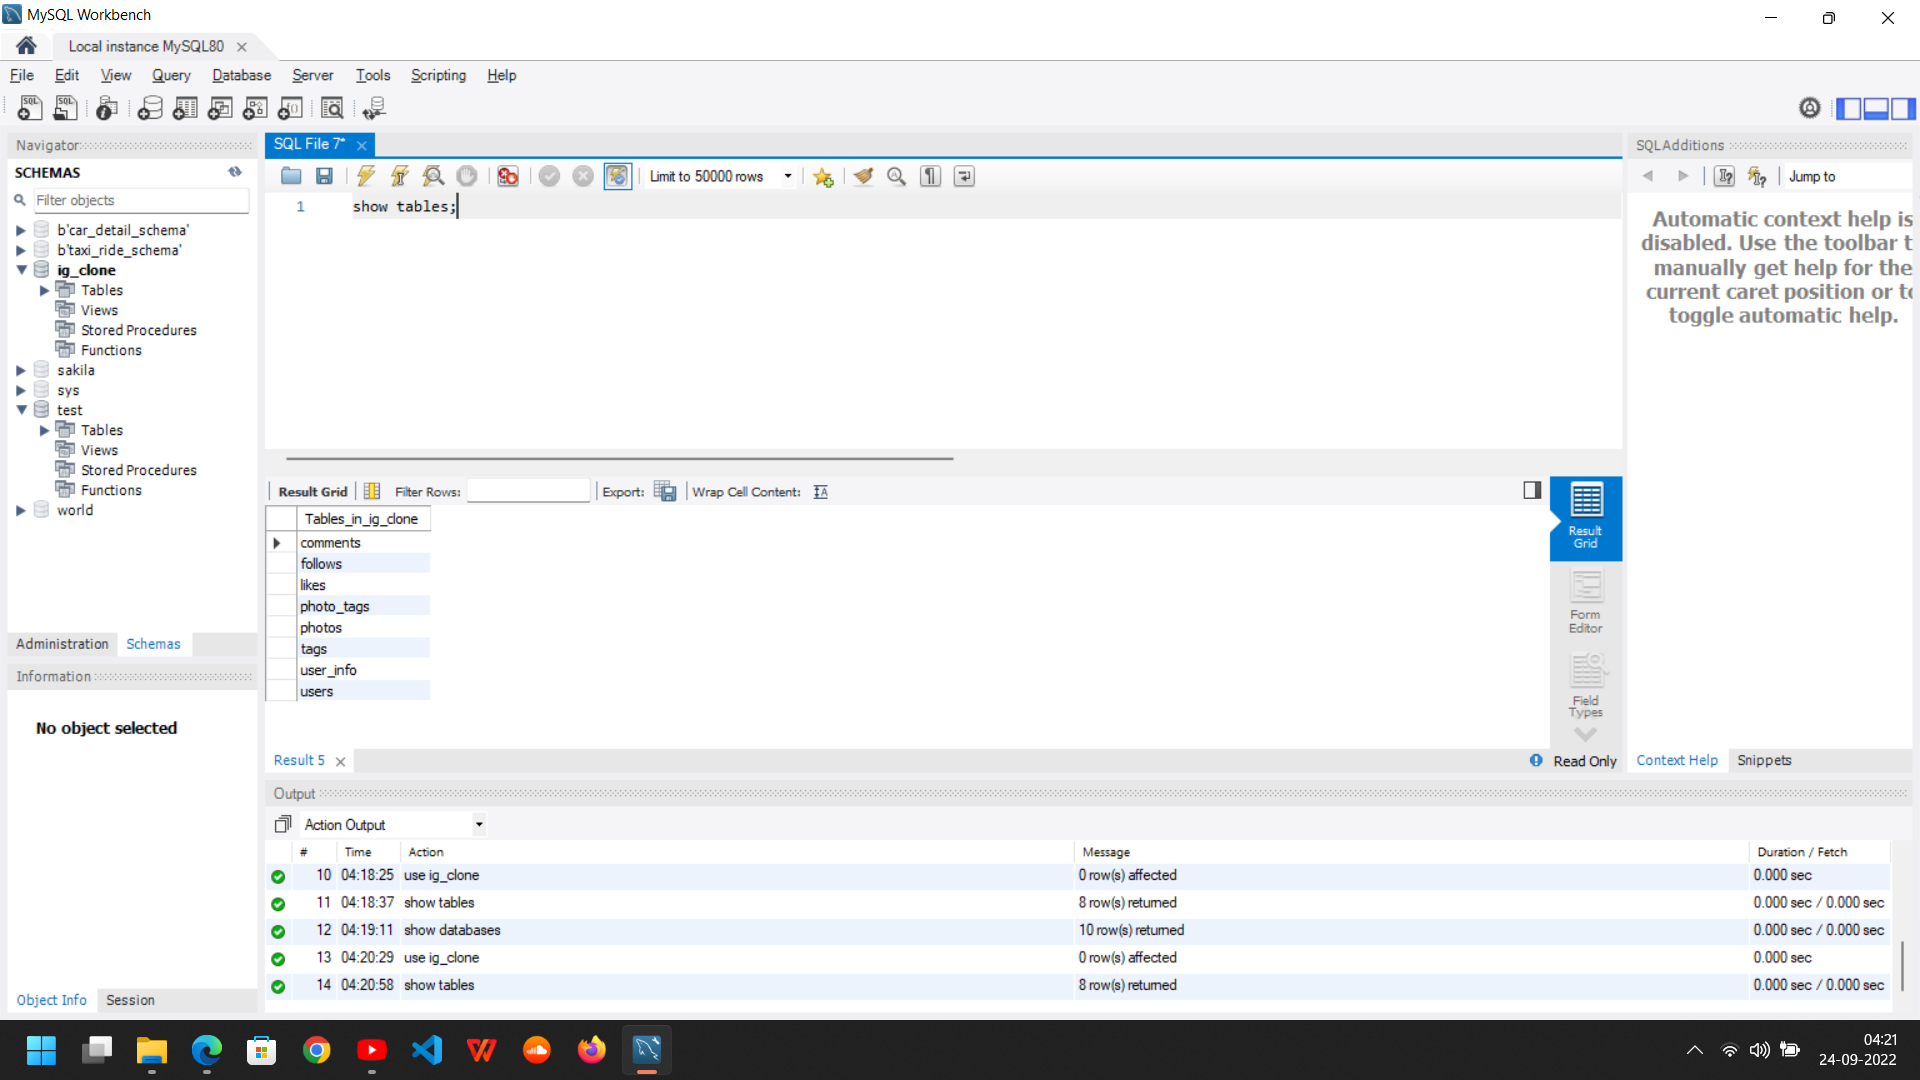 MySQL Workbench
Local instance MySQL80
File Edit View Query Database Server Tools Scripting Help
Navigator
SCHEMAS
Filter objects
b'car_detail_schema'
b'taxi_ride_schema'
ig_clone
Tables
Views
Stored Procedures
Functions
sakila
sys
test
Tables
Views
Stored Procedures
Functions
world
Administration Schemas
Information
No object selected
Object Info Session
SQL File 7*
Limit to 50000 rows
1 show tables;
Result Grid Filter Rows: Export: Wrap Cell Content:
Tables_in_ig_clone
comments
follows
likes
photo_tags
photos
tags
user_info
users
Result Grid
Form Editor
Field Types
Result 5
Read Only
SQLAdditions
Jump to
Automatic context help is
disabled. Use the toolbar t
manually get help for the
current caret position or to
toggle automatic help.
Context Help Snippets
Output
Action Output
# Time Action Message Duration / Fetch
10 04:18:25 use ig_clone 0 row(s) affected 0.000 sec
11 04:18:37 show tables 8 row(s) returned 0.000 sec / 0.000 sec
12 04:19:11 show databases 10 row(s) returned 0.000 sec / 0.000 sec
13 04:20:29 use ig_clone 0 row(s) affected 0.000 sec
14 04:20:58 show tables 8 row(s) returned 0.000 sec / 0.000 sec
04:21
24-09-2022